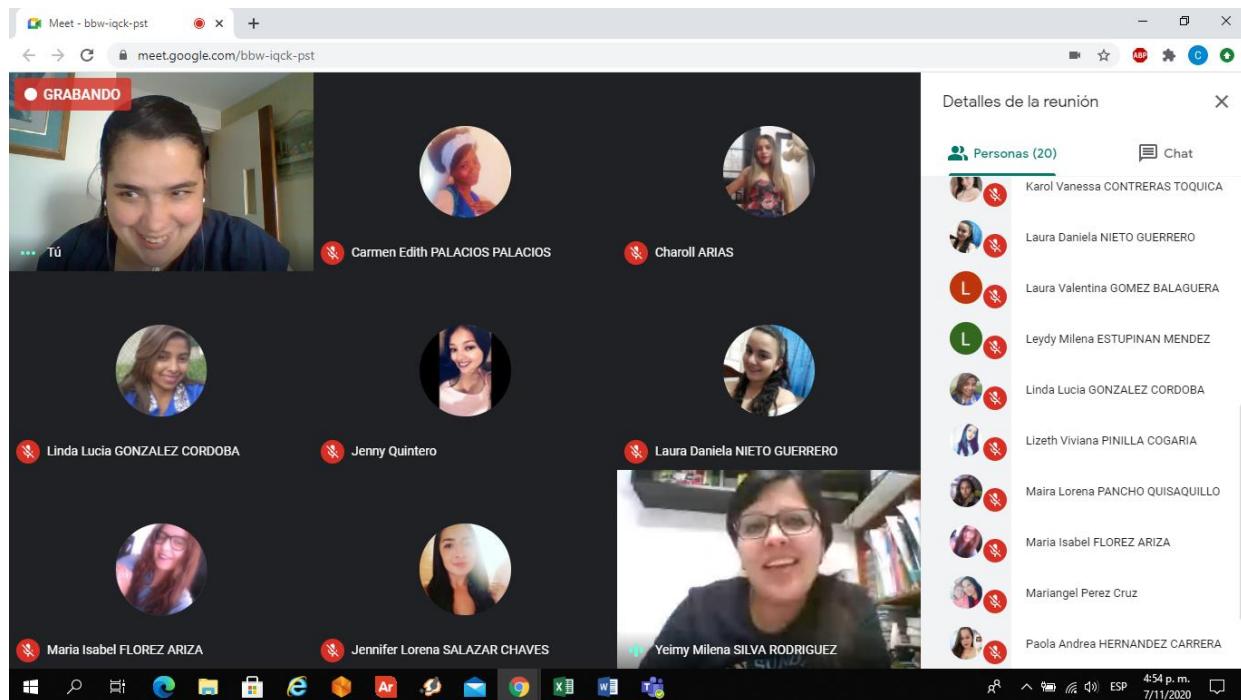 Meet - bbw-iqck-pst
meet.google.com/bbw-iqck-pst
ABP
C
GRABANDO
Tú
Carmen Edith PALACIOS PALACIOS
Charoll ARIAS
Linda Lucia GONZALEZ CORDOBA
Jenny Quintero
Laura Daniela NIETO GUERRERO
Maria Isabel FLOREZ ARIZA
Jennifer Lorena SALAZAR CHAVES
Yeimy Milena SILVA RODRIGUEZ
Detalles de la reunión
Personas (20)
Chat
Karol Vanessa CONTRERAS TOQUICA
Laura Daniela NIETO GUERRERO
L
Laura Valentina GOMEZ BALAGUERA
L
Leydy Milena ESTUPINAN MENDEZ
Linda Lucia GONZALEZ CORDOBA
Lizeth Viviana PINILLA COGARIA
Maira Lorena PANCHO QUISAQUILLO
Maria Isabel FLOREZ ARIZA
Mariangel Perez Cruz
Paola Andrea HERNANDEZ CARRERA
Ar
ESP
4:54 p. m.
7/11/2020